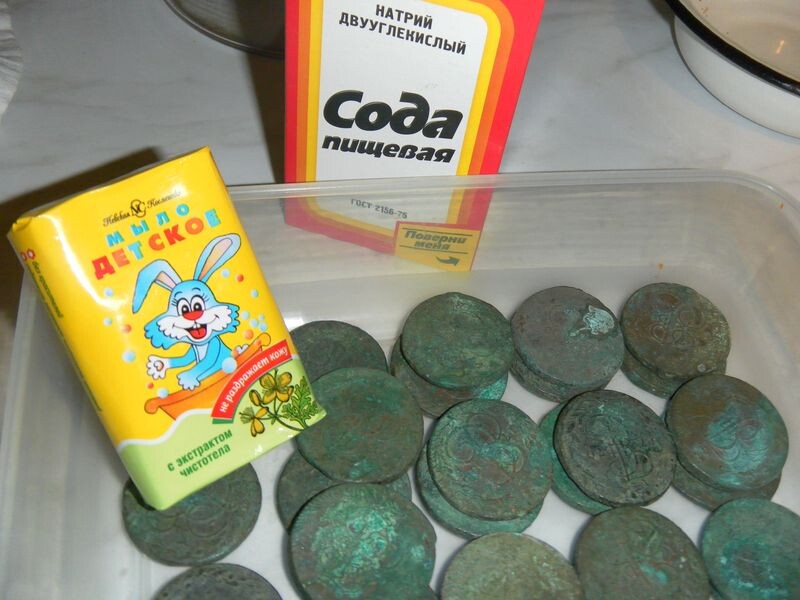 НАТРИЙ
ДВУУГЛЕКИСЛЫЙ
Сода
пищевая
ГОСТ 2156-76
Поверни
меня
Невская Косметика
МЫЛО
ДЕТСКОЕ
не раздражает кожу
с экстрактом
чистотела